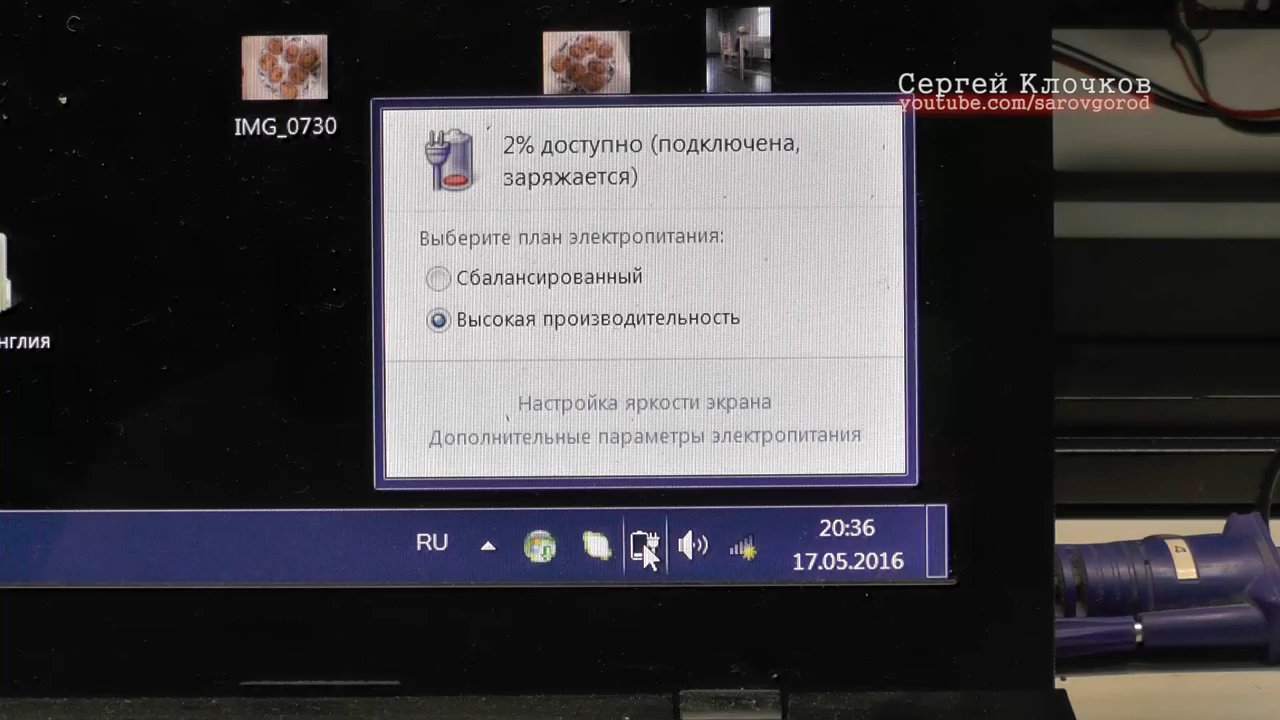 Сергей Клочков
youtube.com/sarovgorod
IMG_0730
2% доступно (подключена,
заряжается)
Выберите план электропитания:
Сбалансированный
Высокая производительность
нглия
Настройка яркости экрана
Дополнительные параметры электропитания
RU
20:36
17.05.2016
4